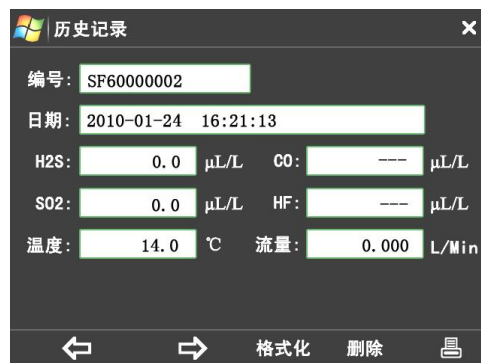 历史记录
编号: SF60000002
日期: 2010-01-24 16:21:13
H2S: 0.0 μL/L CO: --- μL/L
SO2: 0.0 μL/L HF: --- μL/L
温度: 14.0 ℃ 流量: 0.000 L/Min
格式化 删除